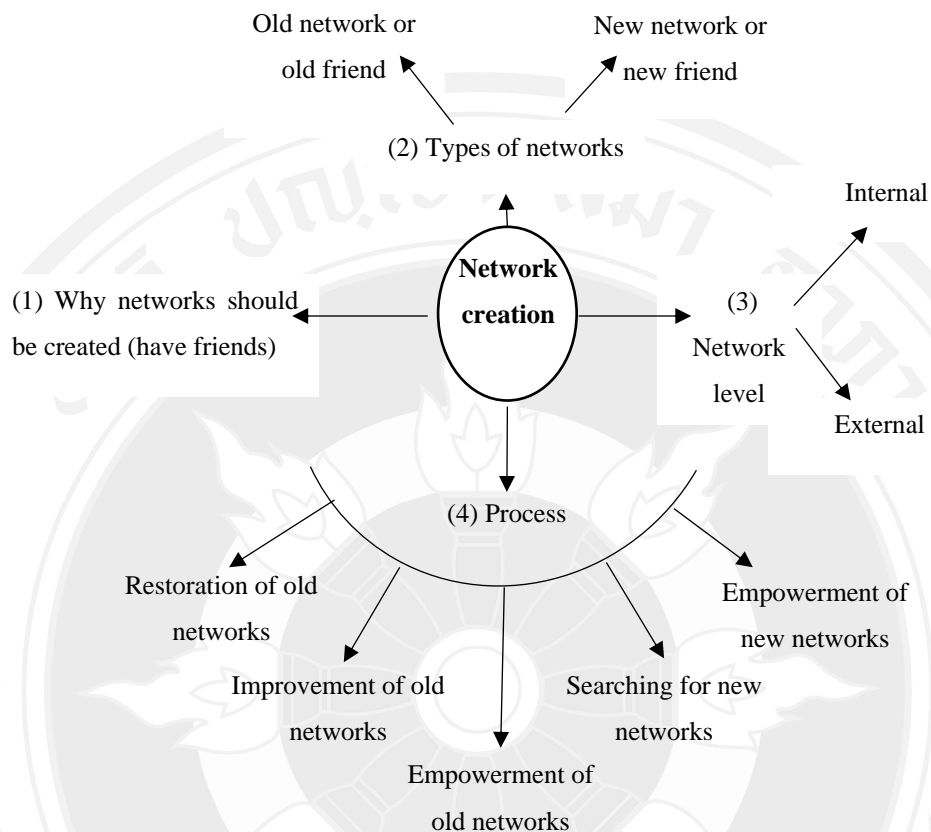 Old network or
old friend
New network or
new friend
(2) Types of networks
Internal
Network
creation
(1) Why networks should
be created (have friends)
(3)
Network
level
External
(4) Process
Restoration of old
networks
Empowerment of
new networks
Improvement of old
networks
Searching for new
networks
Empowerment of
old networks